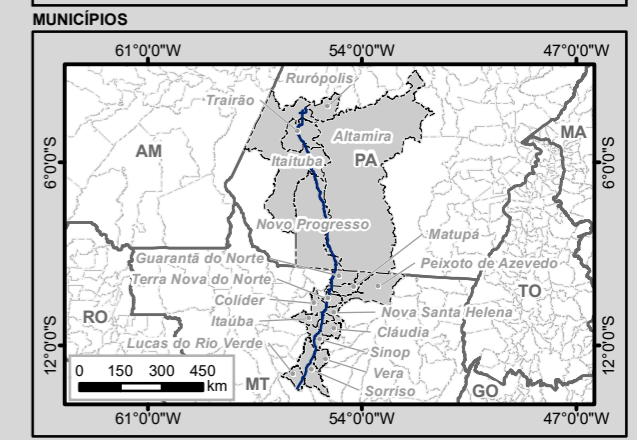 MUNICÍPIOS
61°0'0"W 54°0'0"W 47°0'0"W
Rurópolis
Trairão
Altamira
MA
AM
PA
Itaituba
6°0'0"S 6°0'0"S
Novo Progresso
Matupá
Guarantã do Norte
Peixoto de Azevedo
Terra Nova do Norte
TO
Colíder
RO
Itaúba
Nova Santa Helena
Cláudia
Lucas do Rio Verde
Sinop
12°0'0"S 12°0'0"S
Vera
0 150 300 450
km
MT
Sorriso
GO
61°0'0"W 54°0'0"W 47°0'0"W